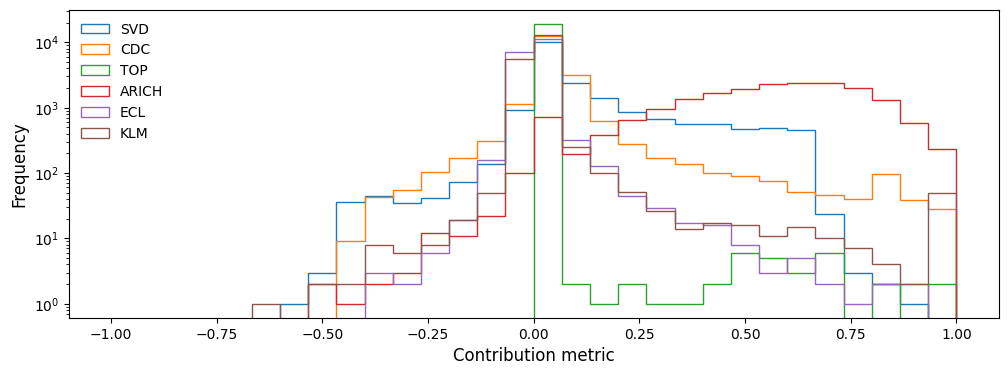 SVD
CDC
TOP
ARICH
ECL
KLM
Frequency
10⁴
10³
10²
10¹
10⁰
−1.00 −0.75 −0.50 −0.25 0.00 0.25 0.50 0.75 1.00
Contribution metric